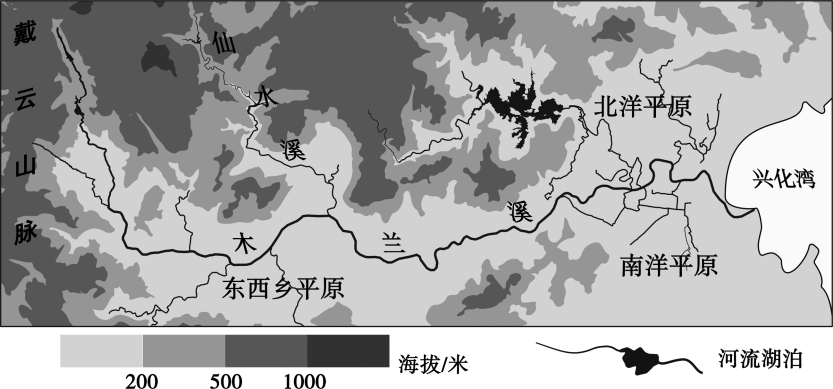 戴云山脉
仙水溪
北洋平原
兴化湾
木兰溪
南洋平原
东西乡平原
200 500 1000 海拔/米
河流湖泊